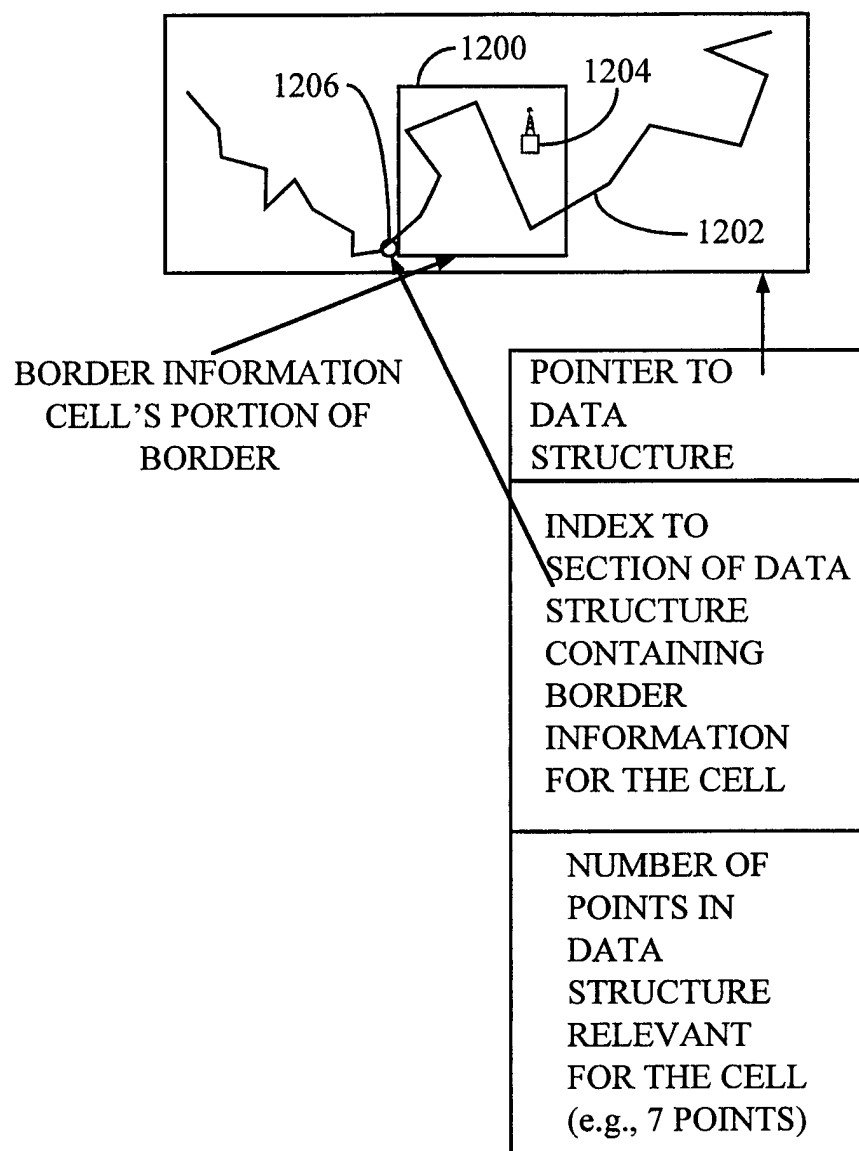 1200
1206
1204
1202
BORDER INFORMATION
CELL'S PORTION OF
BORDER
POINTER TO
DATA
STRUCTURE
INDEX TO
SECTION OF DATA
STRUCTURE
CONTAINING
BORDER
INFORMATION
FOR THE CELL
NUMBER OF
POINTS IN
DATA
STRUCTURE
RELEVANT
FOR THE CELL
(e.g., 7 POINTS)